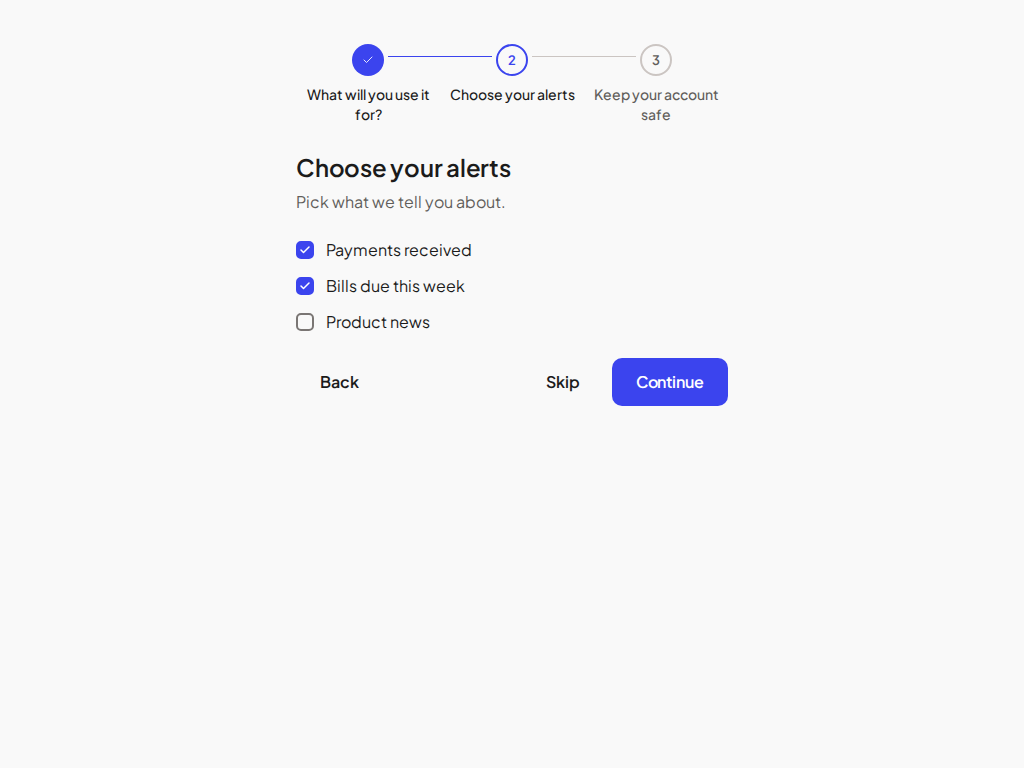 2
3
What will you use it
for?
Choose your alerts
Keep your account
safe
Choose your alerts
Pick what we tell you about.
Payments received
Bills due this week
Product news
Back
Skip
Continue